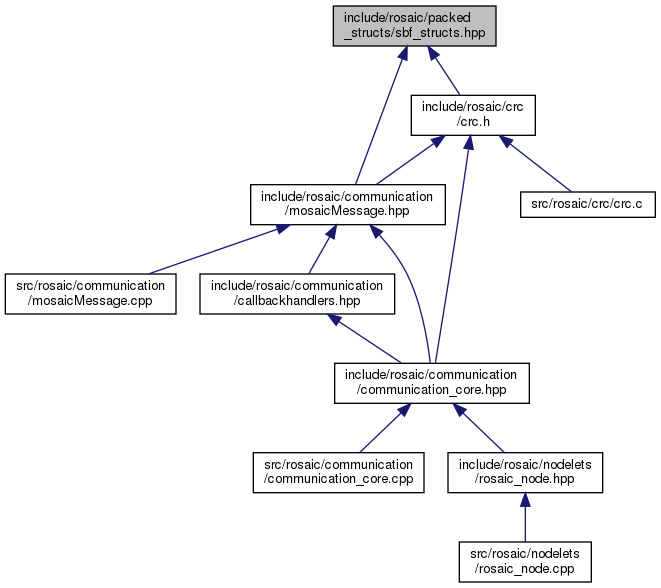 include/rosaic/packed
_structs/sbf_structs.hpp
include/rosaic/crc
/crc.h
include/rosaic/communication
/mosaicMessage.hpp
src/rosaic/crc/crc.c
src/rosaic/communication
/mosaicMessage.cpp
include/rosaic/communication
/callbackhandlers.hpp
include/rosaic/communication
/communication_core.hpp
src/rosaic/communication
/communication_core.cpp
include/rosaic/nodelets
/rosaic_node.hpp
src/rosaic/nodelets
/rosaic_node.cpp